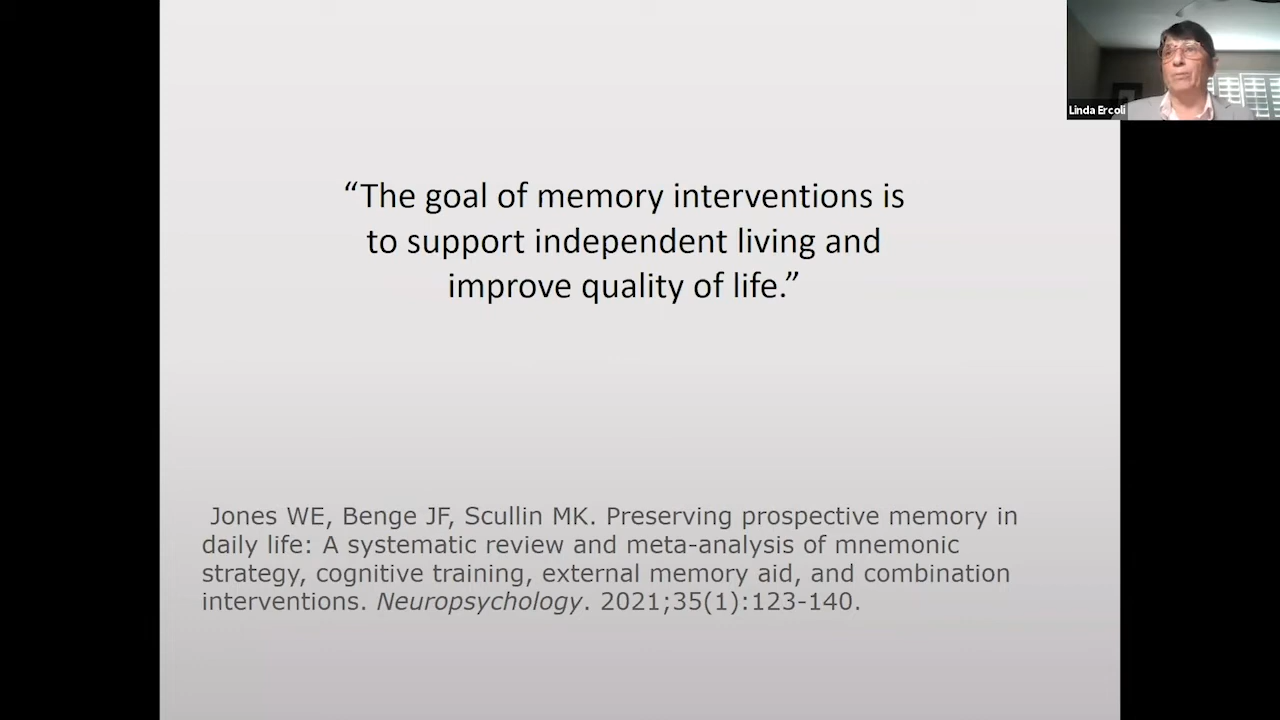 Linda Ercoli
“The goal of memory interventions is
to support independent living and
improve quality of life.”
Jones WE, Benge JF, Scullin MK. Preserving prospective memory in
daily life: A systematic review and meta-analysis of mnemonic
strategy, cognitive training, external memory aid, and combination
interventions. Neuropsychology. 2021;35(1):123-140.